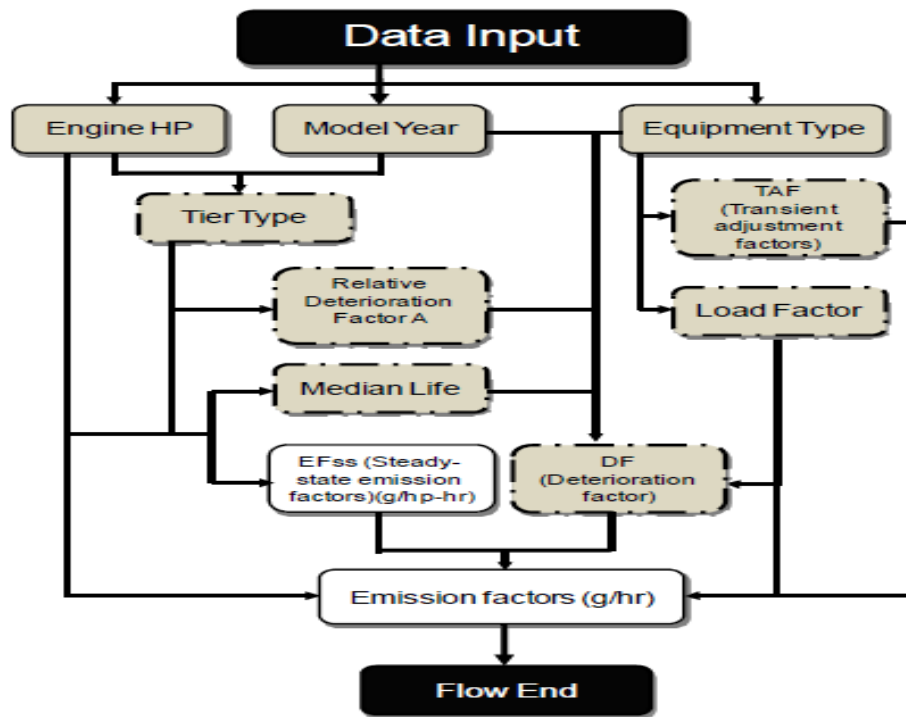 Data Input
Engine HP
Model Year
Equipment Type
Tier Type
TAF
(Transient
adjustment
factors)
Relative
Deterioration
Factor A
Load Factor
Median Life
EFss (Steady-
state emission
factors)(g/hp-hr)
DF
(Deterioration
factor)
Emission factors (g/hr)
Flow End